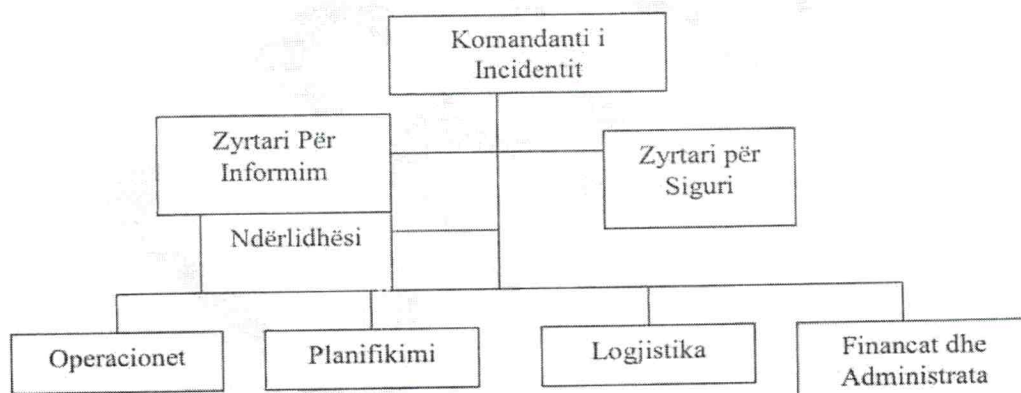 Komandanti i
Incidentit
Zyrtari Për
Informim
Zyrtari për
Siguri
Ndërlidhësi
Operacionet
Planifikimi
Logjistika
Financat dhe
Administrata